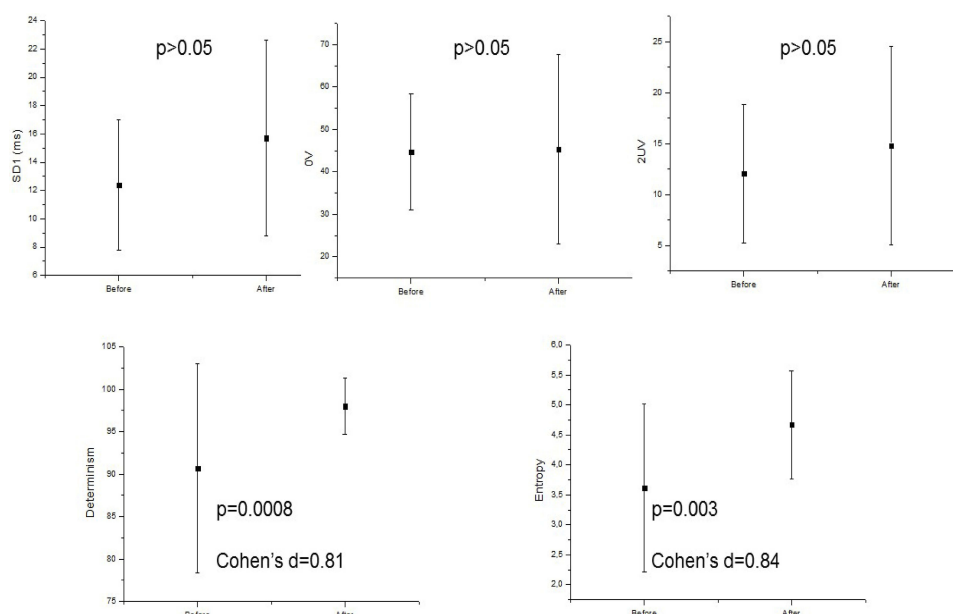 24
22
20
18
16
14
12
10
8
6
SD1 (ms)
p>0.05
Before
After
70
60
50
40
30
20
0V
p>0.05
Before
After
25
20
15
10
5
2UV
p>0.05
Before
After
105
100
95
90
85
80
75
Determinism
p=0.0008
Cohen's d=0.81
Before
After
6,0
5,5
5,0
4,5
4,0
3,5
3,0
2,5
2,0
Entropy
p=0.003
Cohen's d=0.84
Before
After